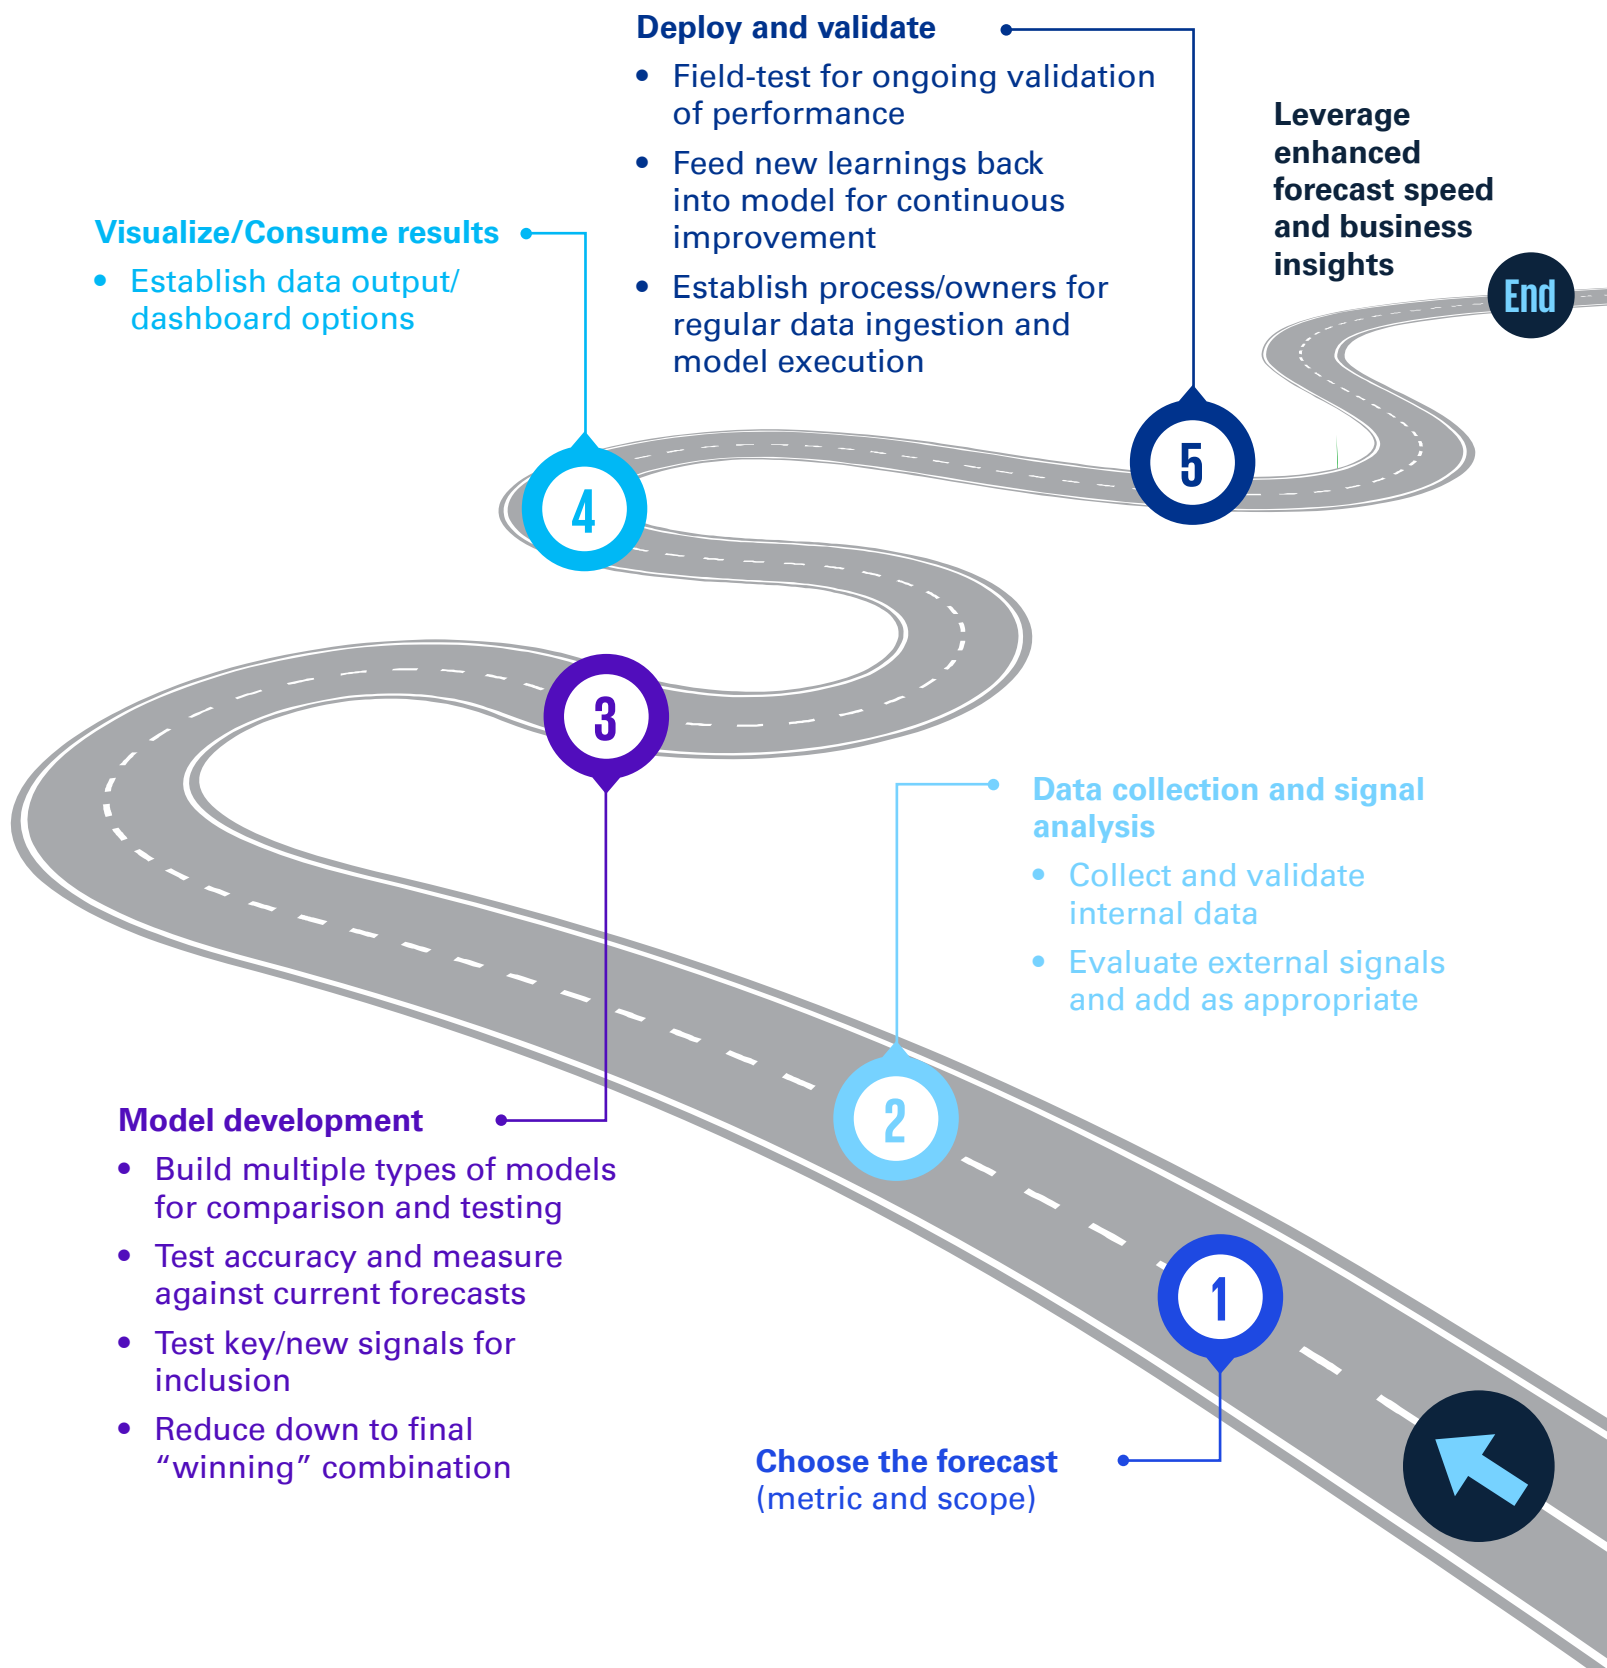 Deploy and validate
• Field-test for ongoing validation
of performance
• Feed new learnings back
into model for continuous
improvement
• Establish process/owners for
regular data ingestion and
model execution
Leverage
enhanced
forecast speed
and business
insights
End
Visualize/Consume results
• Establish data output/
dashboard options
5
4
3
Data collection and signal
analysis
• Collect and validate
internal data
• Evaluate external signals
and add as appropriate
2
Model development
• Build multiple types of models
for comparison and testing
• Test accuracy and measure
against current forecasts
• Test key/new signals for
inclusion
• Reduce down to final
“winning” combination
1
Choose the forecast
(metric and scope)